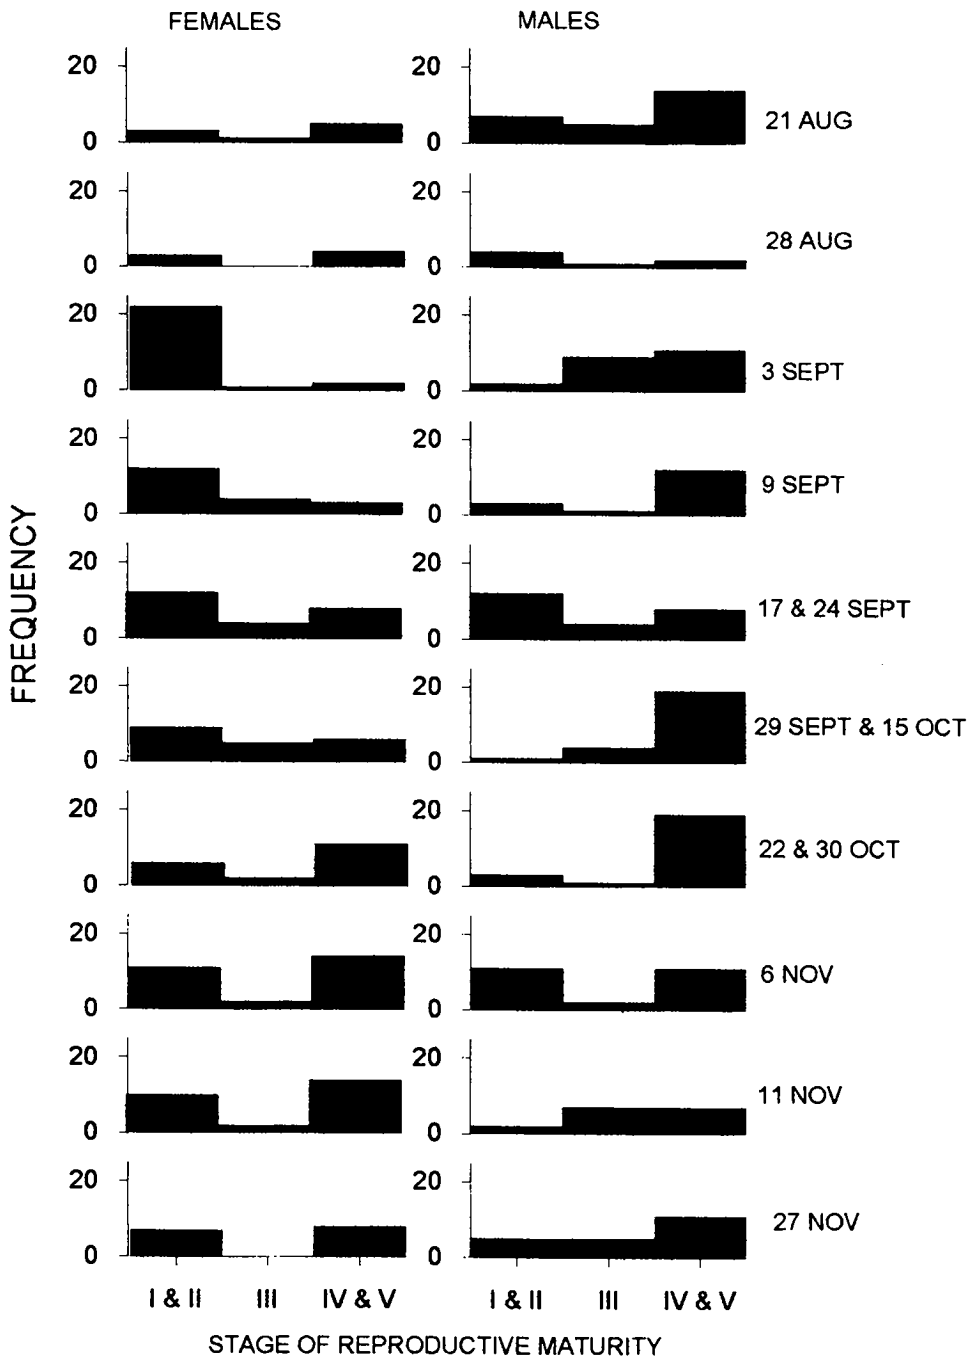 FEMALES MALES
20 20
0 0 21 AUG
20 20
0 0 28 AUG
20 20
0 0 3 SEPT
20 20
0 0 9 SEPT
20 20
0 0 17 & 24 SEPT
20 20
0 0 29 SEPT & 15 OCT
20 20
0 0 22 & 30 OCT
20 20
0 0 6 NOV
20 20
0 0 11 NOV
20 20
0 0 27 NOV
FREQUENCY
I & II III IV & V I & II III IV & V
STAGE OF REPRODUCTIVE MATURITY